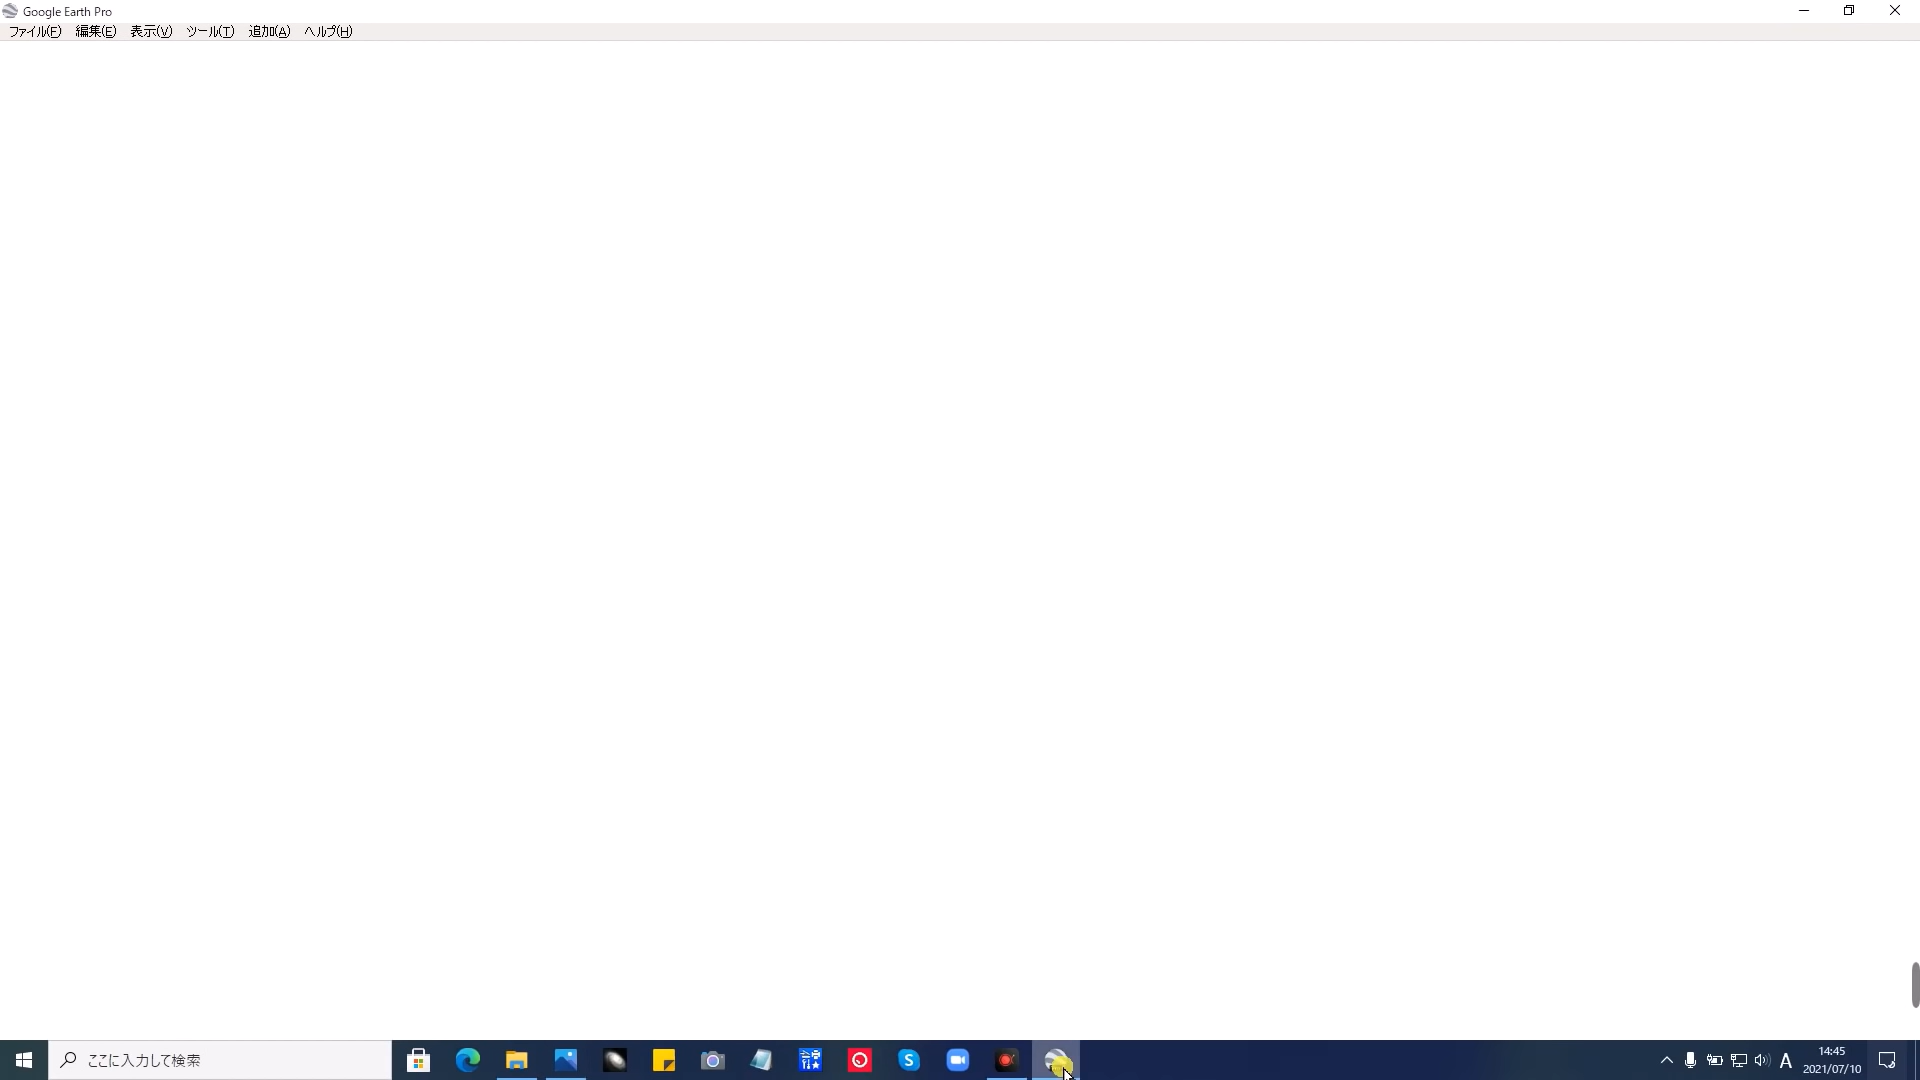 Google Earth Pro
ファイル(F) 編集(E) 表示(V) ツール(T) 追加(A) ヘルプ(H)
ここに入力して検索
A
14:45
2021/07/10